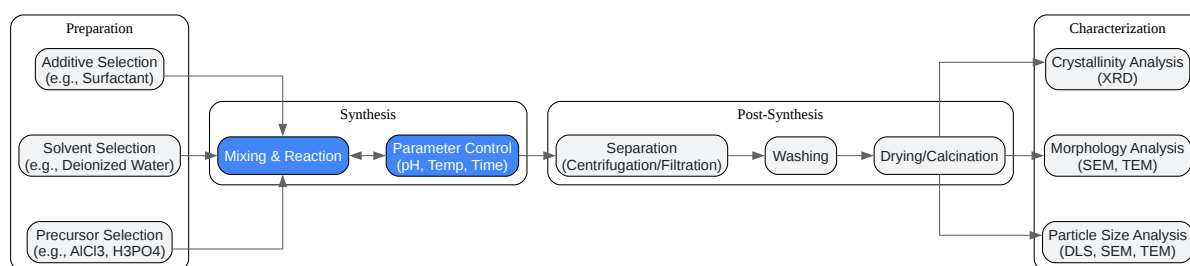 Preparation
Additive Selection
(e.g., Surfactant)
Solvent Selection
(e.g., Deionized Water)
Precursor Selection
(e.g., AlCl3, H3PO4)
Synthesis
Mixing & Reaction
Parameter Control
(pH, Temp, Time)
Post-Synthesis
Separation
(Centrifugation/Filtration)
Washing
Drying/Calcination
Characterization
Crystallinity Analysis
(XRD)
Morphology Analysis
(SEM, TEM)
Particle Size Analysis
(DLS, SEM, TEM)